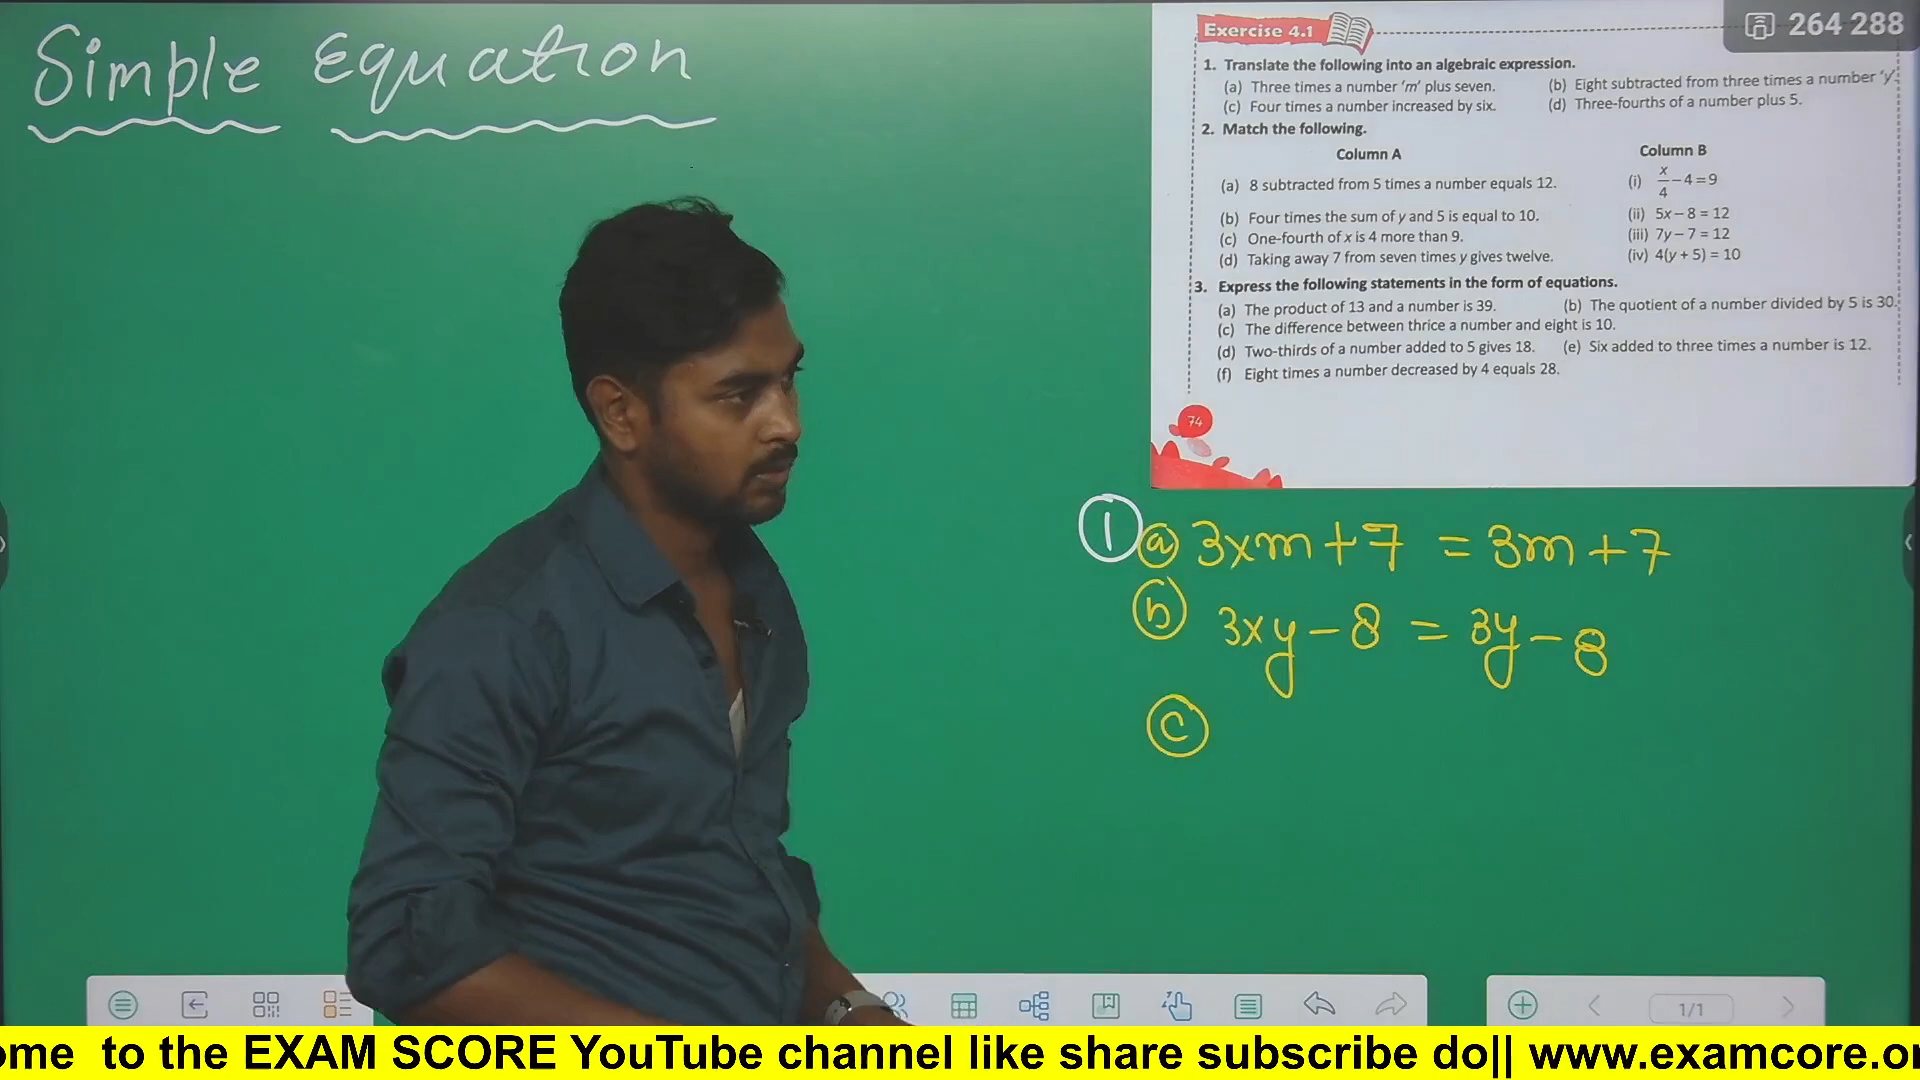 Simple Equation
264 288
Exercise 4.1
1. Translate the following into an algebraic expression.
(a) Three times a number 'm' plus seven. (b) Eight subtracted from three times a number 'y'.
(c) Four times a number increased by six. (d) Three-fourths of a number plus 5.
2. Match the following.
Column A Column B
(a) 8 subtracted from 5 times a number equals 12. (i) x/4 – 4 = 9
(b) Four times the sum of y and 5 is equal to 10. (ii) 5x – 8 = 12
(c) One-fourth of x is 4 more than 9. (iii) 7y – 7 = 12
(d) Taking away 7 from seven times y gives twelve. (iv) 4(y + 5) = 10
3. Express the following statements in the form of equations.
(a) The product of 13 and a number is 39. (b) The quotient of a number divided by 5 is 30.
(c) The difference between thrice a number and eight is 10.
(d) Two-thirds of a number added to 5 gives 18. (e) Six added to three times a number is 12.
(f) Eight times a number decreased by 4 equals 28.
74
1 a 3xm+7 = 3m+7
b 3xy-8 = 3y-8
c
1/1
ome to the EXAM SCORE YouTube channel like share subscribe do|| www.examcore.or